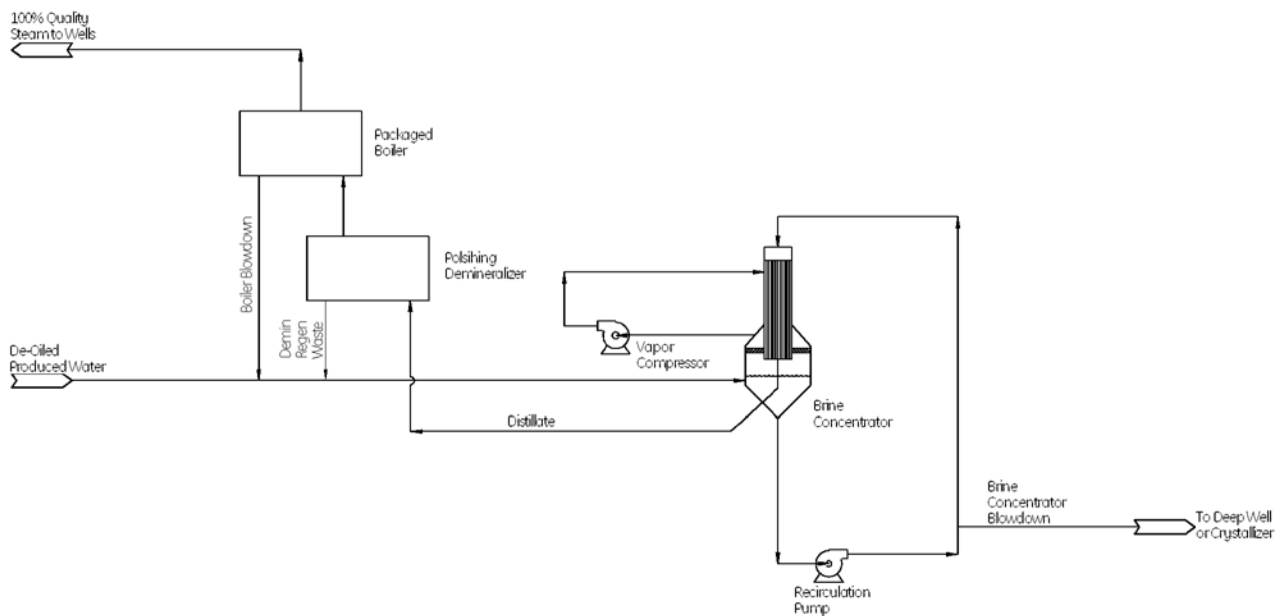 100% Quality
Steam to Wells
Packaged
Boiler
Boiler Blowdown
Polsihing
Demineralizer
Demin
Regen
Waste
De-Oiled
Produced Water
Vapor
Compressor
Distillate
Brine
Concentrator
Brine
Concentrator
Blowdown
To Deep Well
or Crystallizer
Recirculation
Pump